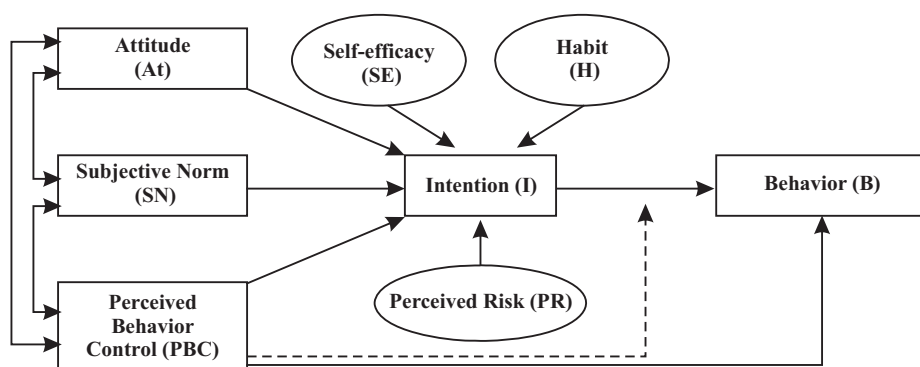 Attitude
(At)
Self-efficacy
(SE)
Habit
(H)
Subjective Norm
(SN)
Intention (I)
Behavior (B)
Perceived
Behavior
Control (PBC)
Perceived Risk (PR)